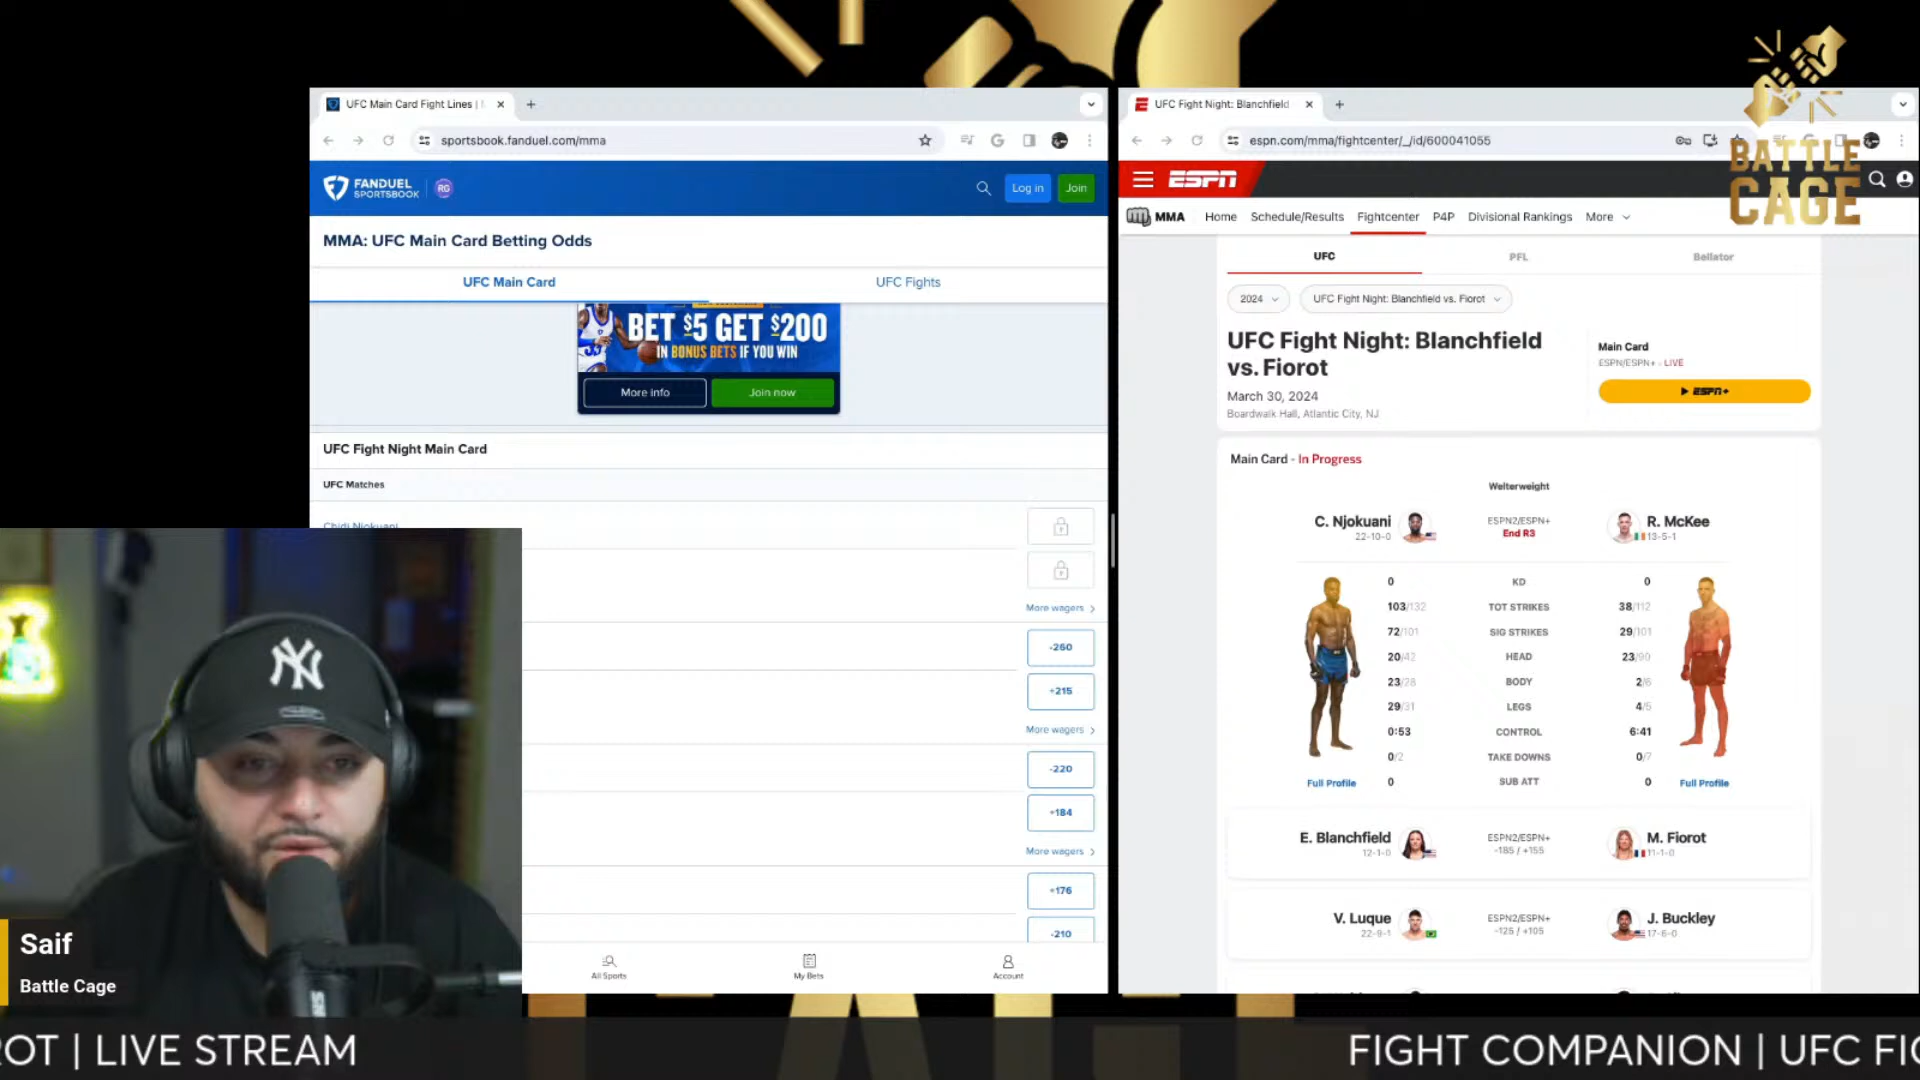 UFC Main Card Fight Lines |
sportsbook.fanduel.com/mma
FANDUEL
SPORTSBOOK
RG
Log in
Join
MMA: UFC Main Card Betting Odds
UFC Main Card
UFC Fights
BET $5 GET $200
IN BONUS BETS IF YOU WIN
More info
Join now
UFC Fight Night Main Card
UFC Matches
Chidi Njokuani
More wagers >
-260
+215
More wagers >
-220
+184
More wagers >
+176
-210
All Sports
My Bets
Account
UFC Fight Night: Blanchfield
espn.com/mma/fightcenter/_/id/600041055
ESPN
BATTLE
CAGE
MMA
Home
Schedule/Results
Fightcenter
P4P
Divisional Rankings
More
UFC
PFL
Bellator
2024
UFC Fight Night: Blanchfield vs. Fiorot
UFC Fight Night: Blanchfield
vs. Fiorot
March 30, 2024
Boardwalk Hall, Atlantic City, NJ
Main Card
ESPN/ESPN+ - LIVE
ESPN+
Main Card - In Progress
Welterweight
C. Njokuani
22-10-0
ESPN2/ESPN+
End R3
R. McKee
13-5-1
0 KD 0
103/132 TOT STRIKES 38/112
72/101 SIG STRIKES 29/101
20/42 HEAD 23/90
23/28 BODY 2/6
29/31 LEGS 4/5
0:53 CONTROL 6:41
0/2 TAKE DOWNS 0/7
0 SUB ATT 0
Full Profile
Full Profile
E. Blanchfield
12-1-0
ESPN2/ESPN+
-185 / +155
M. Fiorot
11-1-0
V. Luque
22-9-1
ESPN2/ESPN+
-125 / +105
J. Buckley
17-6-0
NY
Saif
Battle Cage
ROT | LIVE STREAM
FIGHT COMPANION | UFC FIG